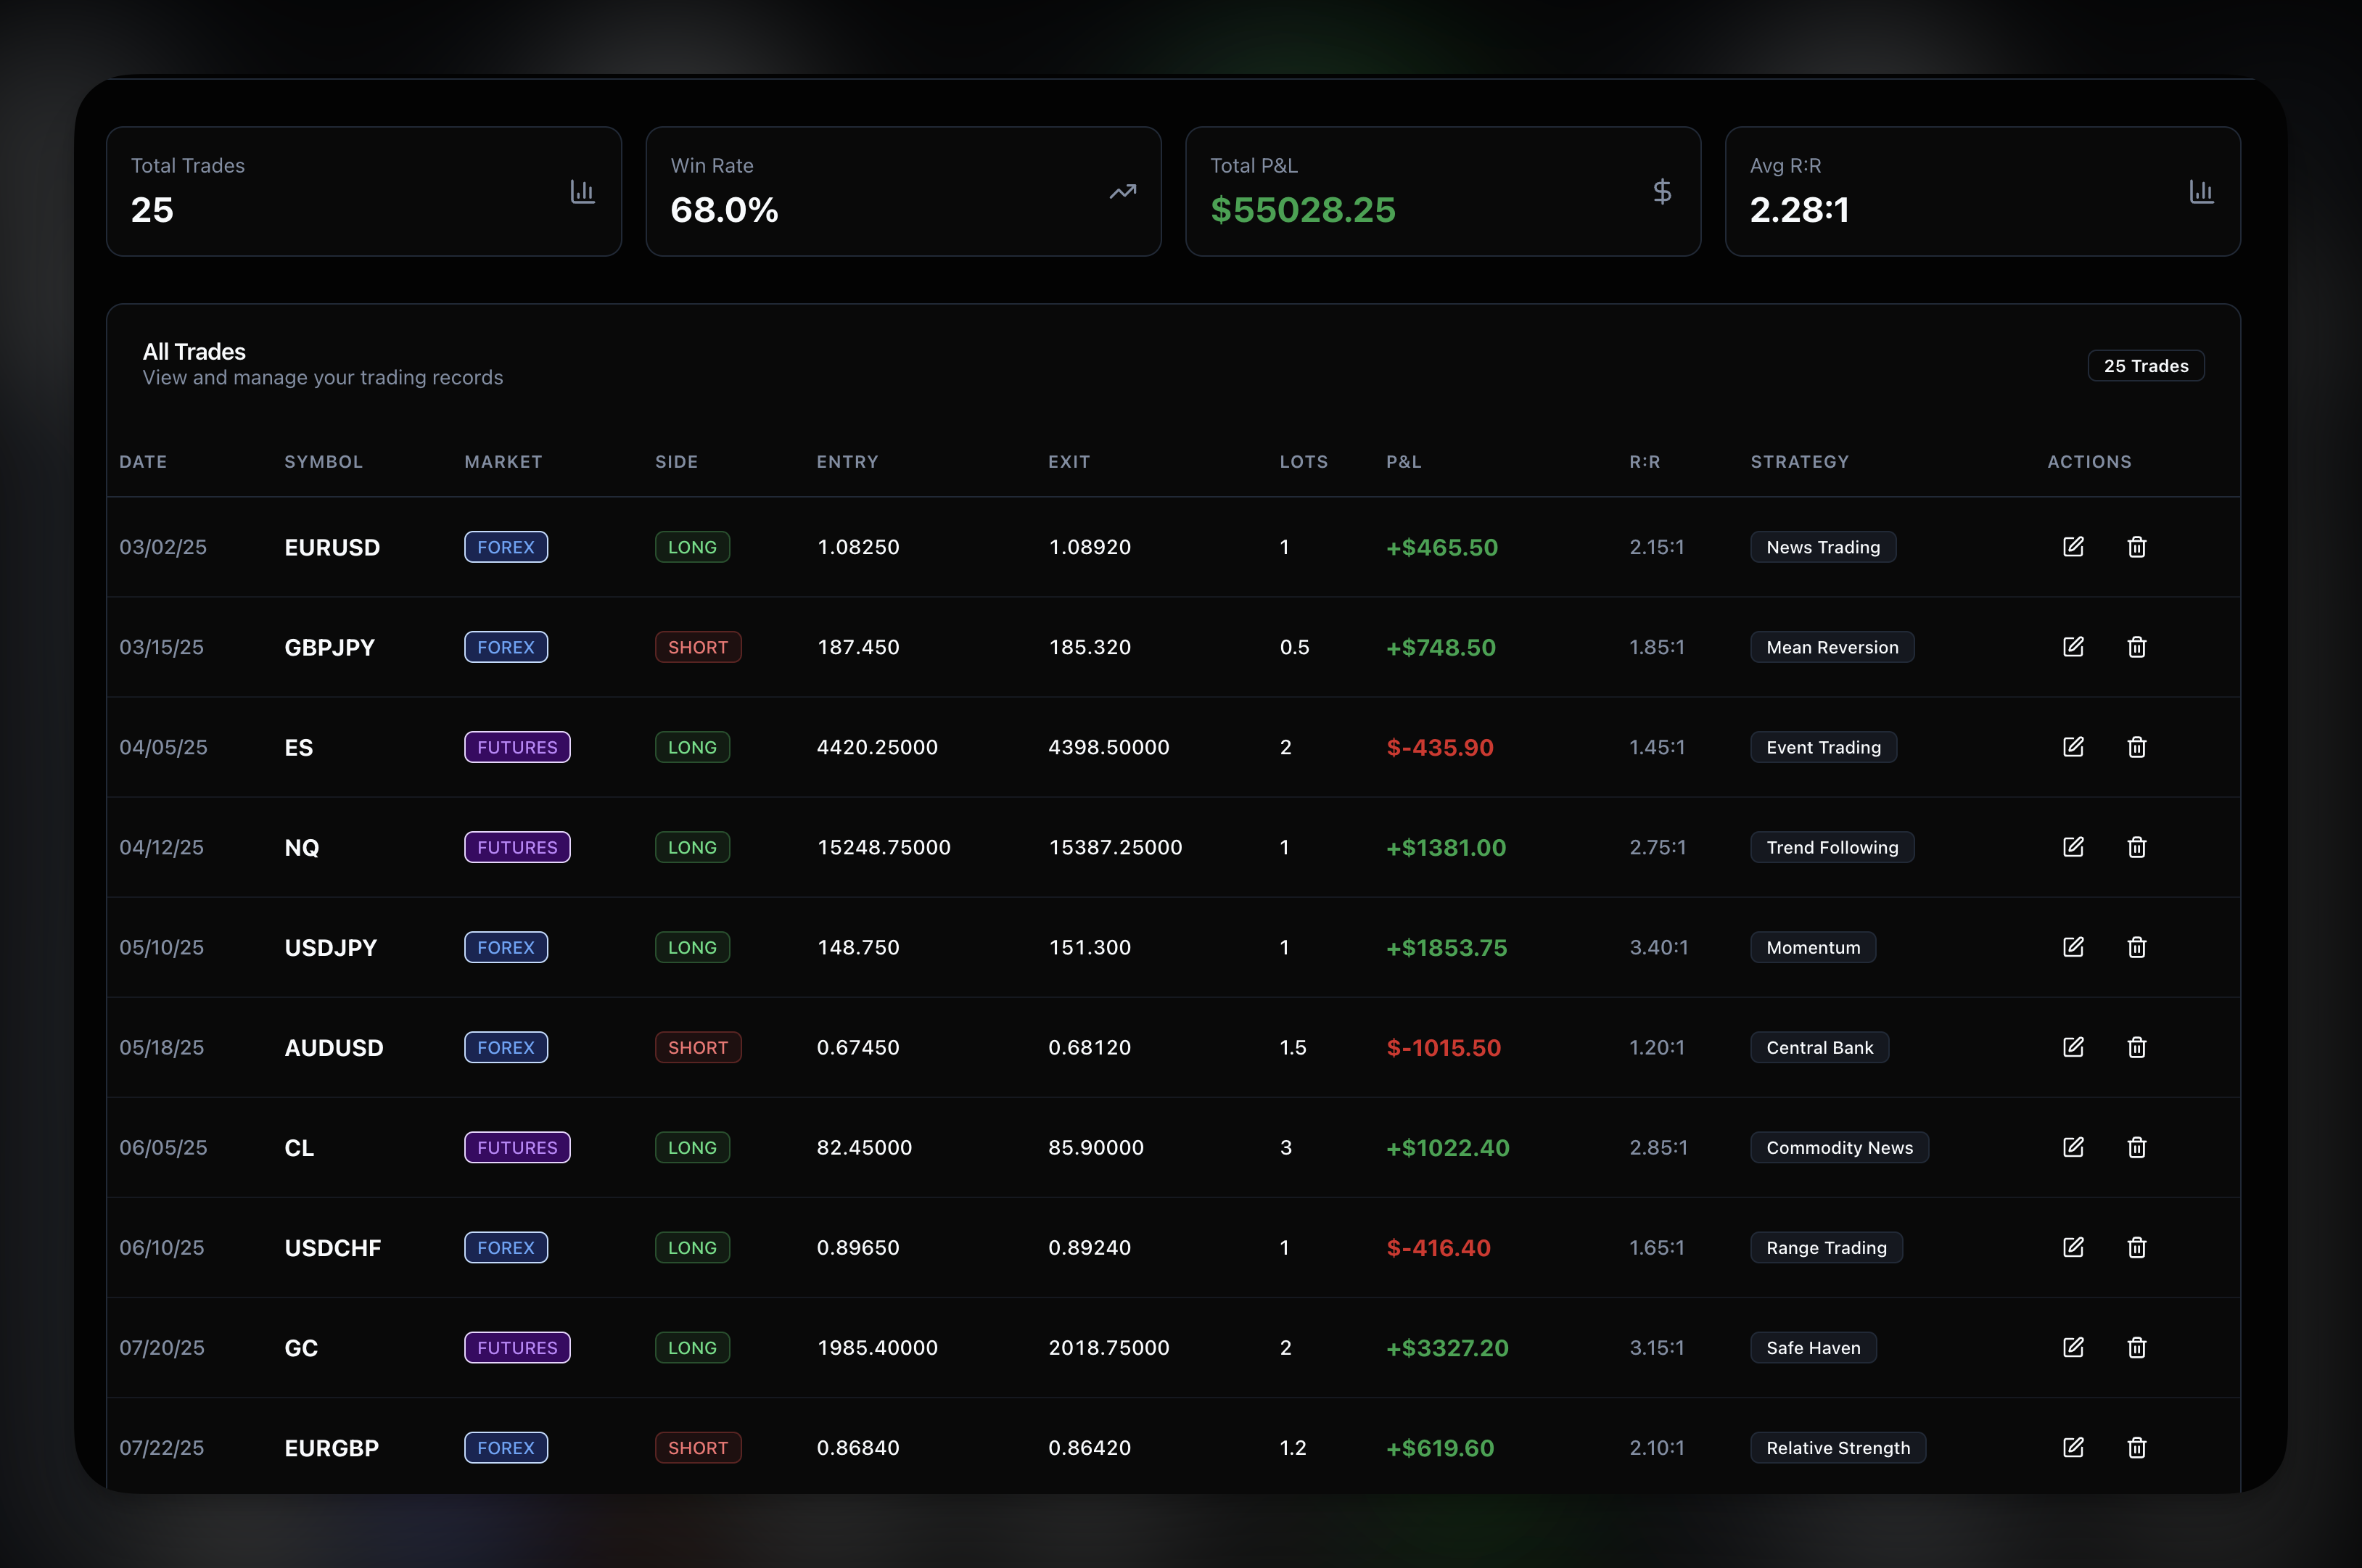 Total Trades
25
Win Rate
68.0%
Total P&L
$55028.25
Avg R:R
2.28:1
All Trades
View and manage your trading records
25 Trades
DATE SYMBOL MARKET SIDE ENTRY EXIT LOTS P&L R:R STRATEGY ACTIONS
03/02/25 EURUSD FOREX LONG 1.08250 1.08920 1 +$465.50 2.15:1 News Trading
03/15/25 GBPJPY FOREX SHORT 187.450 185.320 0.5 +$748.50 1.85:1 Mean Reversion
04/05/25 ES FUTURES LONG 4420.25000 4398.50000 2 $-435.90 1.45:1 Event Trading
04/12/25 NQ FUTURES LONG 15248.75000 15387.25000 1 +$1381.00 2.75:1 Trend Following
05/10/25 USDJPY FOREX LONG 148.750 151.300 1 +$1853.75 3.40:1 Momentum
05/18/25 AUDUSD FOREX SHORT 0.67450 0.68120 1.5 $-1015.50 1.20:1 Central Bank
06/05/25 CL FUTURES LONG 82.45000 85.90000 3 +$1022.40 2.85:1 Commodity News
06/10/25 USDCHF FOREX LONG 0.89650 0.89240 1 $-416.40 1.65:1 Range Trading
07/20/25 GC FUTURES LONG 1985.40000 2018.75000 2 +$3327.20 3.15:1 Safe Haven
07/22/25 EURGBP FOREX SHORT 0.86840 0.86420 1.2 +$619.60 2.10:1 Relative Strength